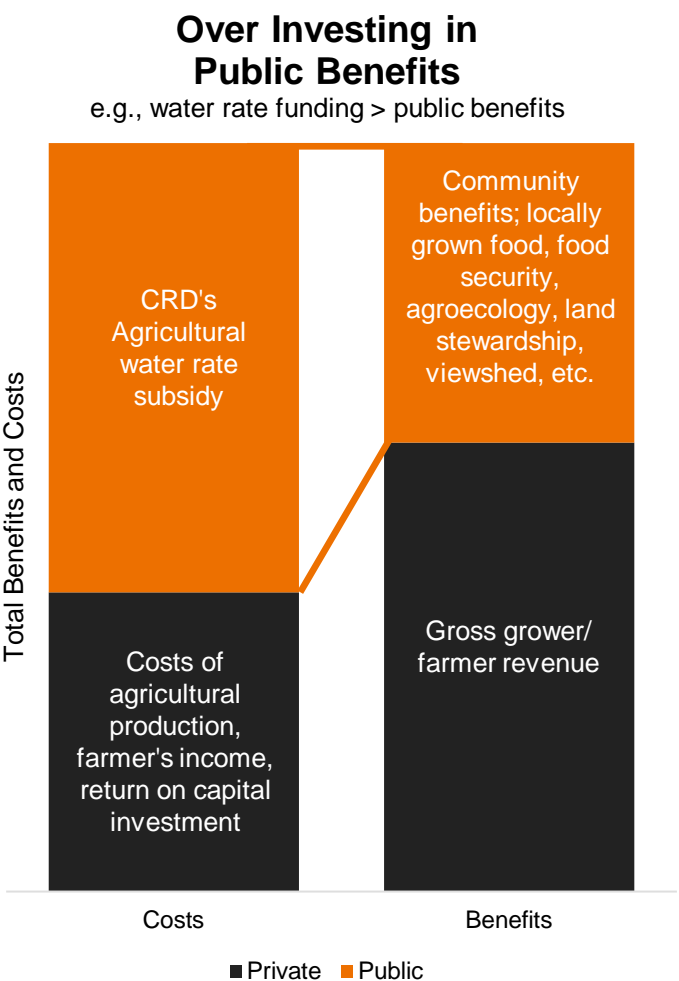 Over Investing in
Public Benefits
e.g., water rate funding > public benefits
Total Benefits and Costs
CRD's
Agricultural
water rate
subsidy
Costs of
agricultural
production,
farmer's income,
return on capital
investment
Community
benefits; locally
grown food, food
security,
agroecology, land
stewardship,
viewshed, etc.
Gross grower/
farmer revenue
Costs
Benefits
Private
Public